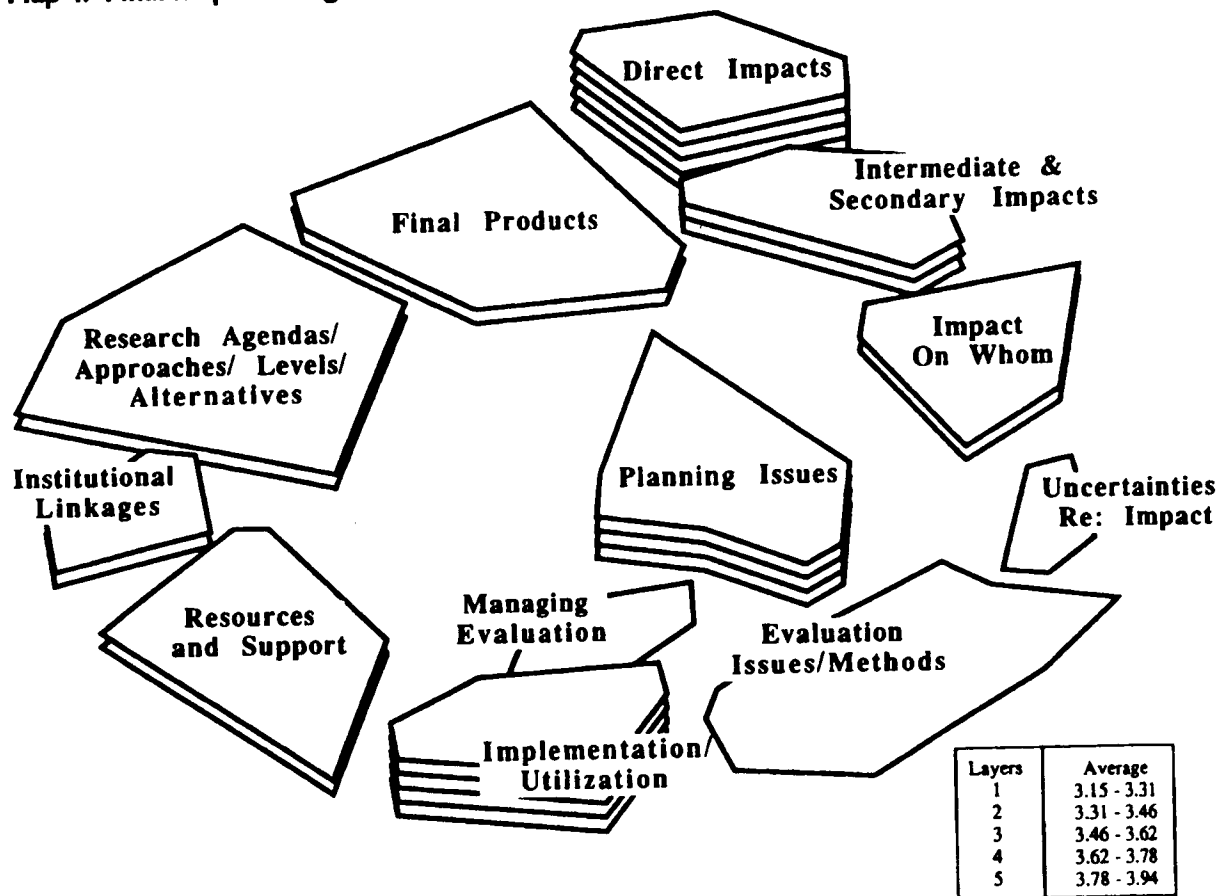 Direct Impacts
Intermediate &
Secondary Impacts
Final Products
Impact
On Whom
Research Agendas/
Approaches/ Levels/
Alternatives
Planning Issues
Institutional
Linkages
Uncertainties
Re: Impact
Resources
and Support
Managing
Evaluation
Evaluation
Issues/Methods
Implementation/
Utilization
Layers Average
1 3.15 - 3.31
2 3.31 - 3.46
3 3.46 - 3.62
4 3.62 - 3.78
5 3.78 - 3.94